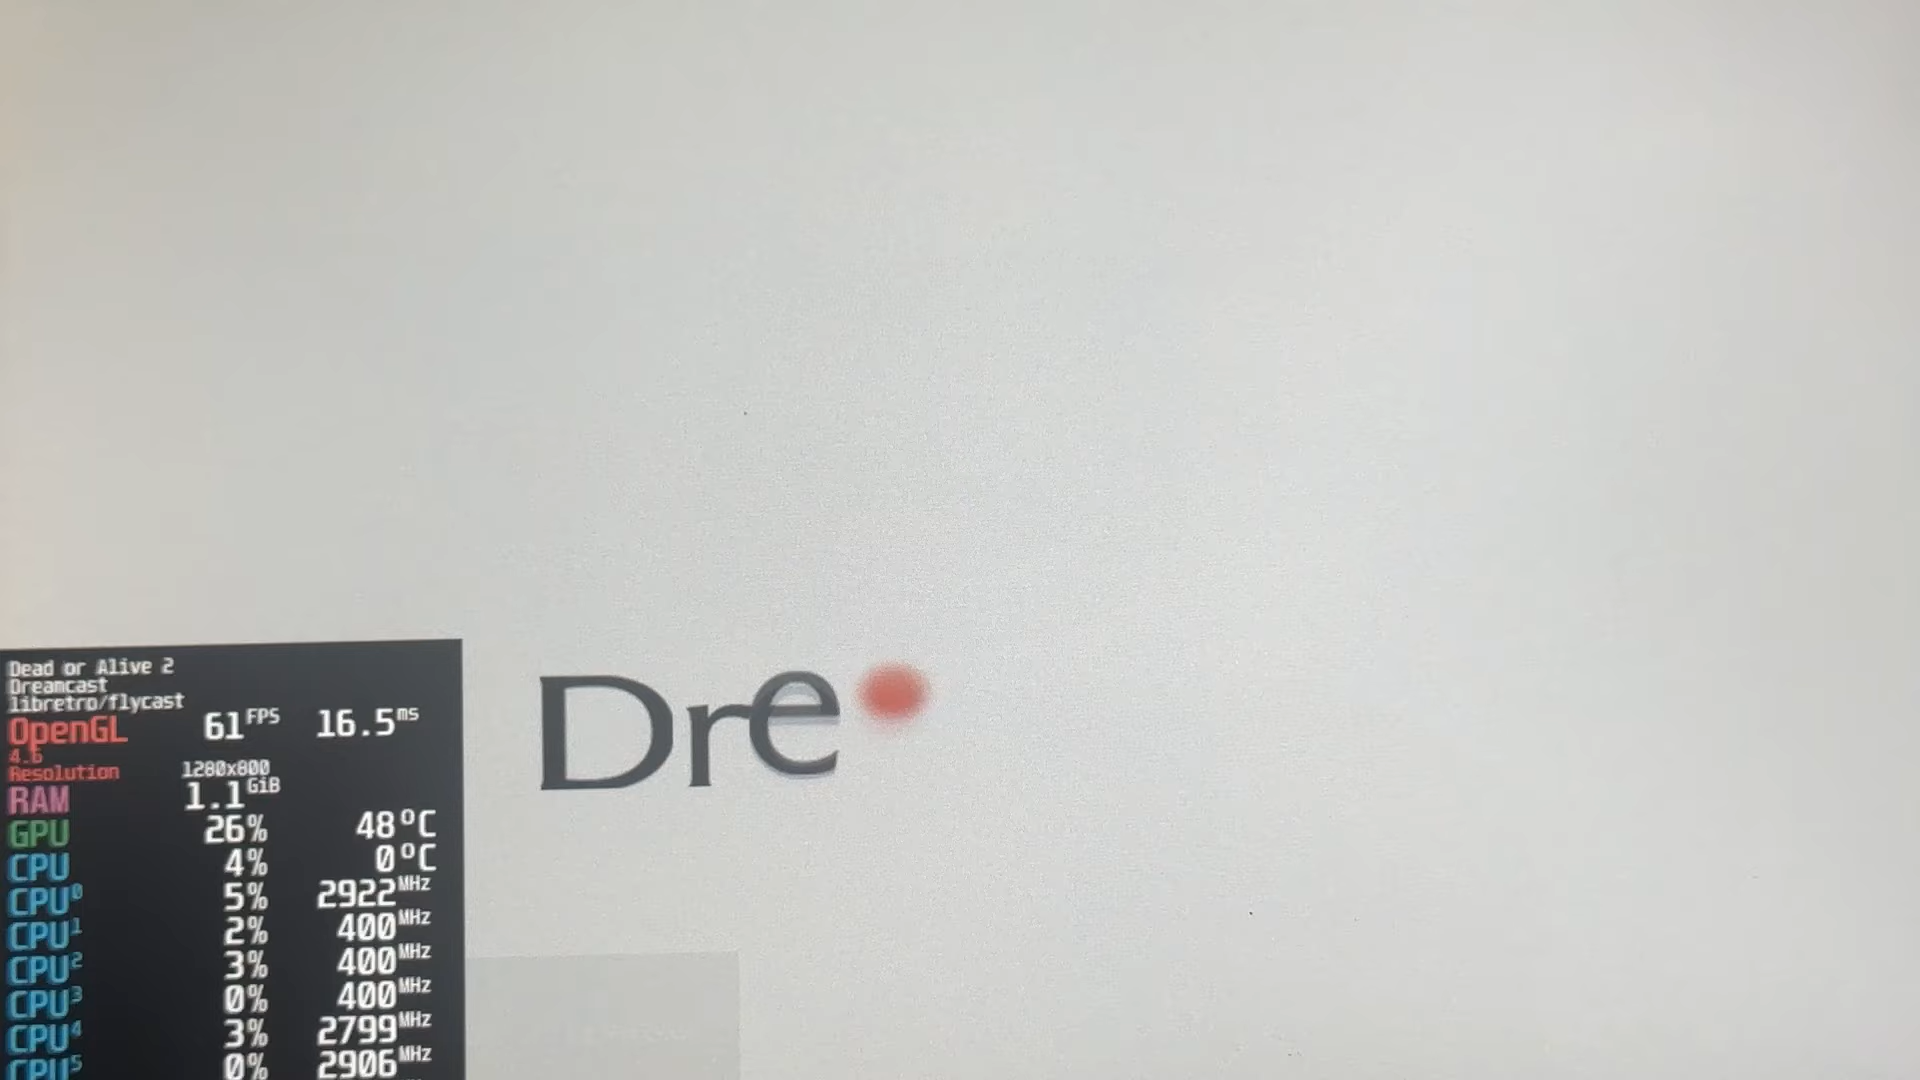 Dead or Alive 2
Dreamcast
libretro/flycast
OpenGL 61 FPS 16.5 ms
4.6
Resolution 1280x800
RAM 1.1 GiB
GPU 26% 48°C
CPU 4% 0°C
CPU0 5% 2922 MHz
CPU1 2% 400 MHz
CPU2 3% 400 MHz
CPU3 0% 400 MHz
CPU4 3% 2799 MHz
CPU5 0% 2906 MHz
Dre